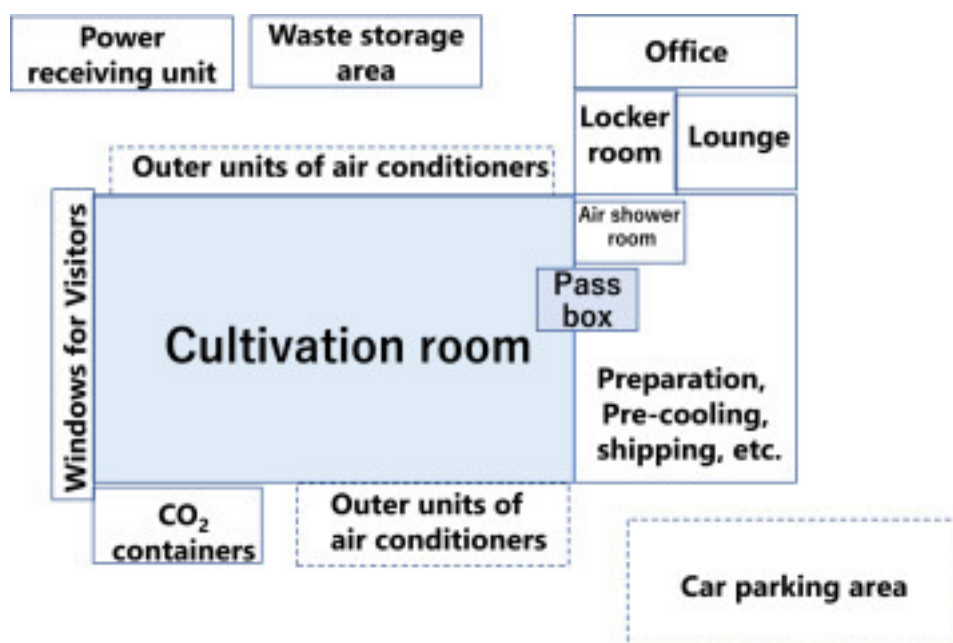 Power
receiving unit
Waste storage
area
Office
Locker
room
Lounge
Outer units of air conditioners
Air shower
room
Pass
box
Windows for Visitors
Cultivation room
Preparation,
Pre-cooling,
shipping, etc.
CO₂
containers
Outer units of
air conditioners
Car parking area